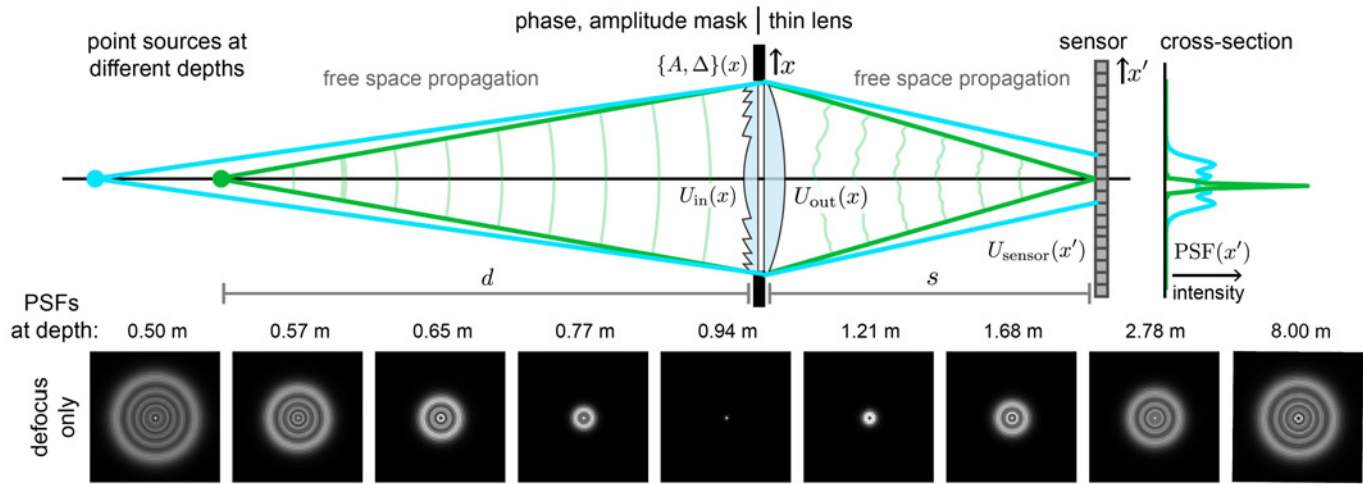 phase, amplitude mask | thin lens
point sources at
different depths
free space propagation
{A, Δ}(x)
x
free space propagation
sensor
x′
cross-section
U_in(x)
U_out(x)
U_sensor(x′)
PSF(x′)
intensity
d
s
PSFs
at depth:
0.50 m
0.57 m
0.65 m
0.77 m
0.94 m
1.21 m
1.68 m
2.78 m
8.00 m
defocus
only